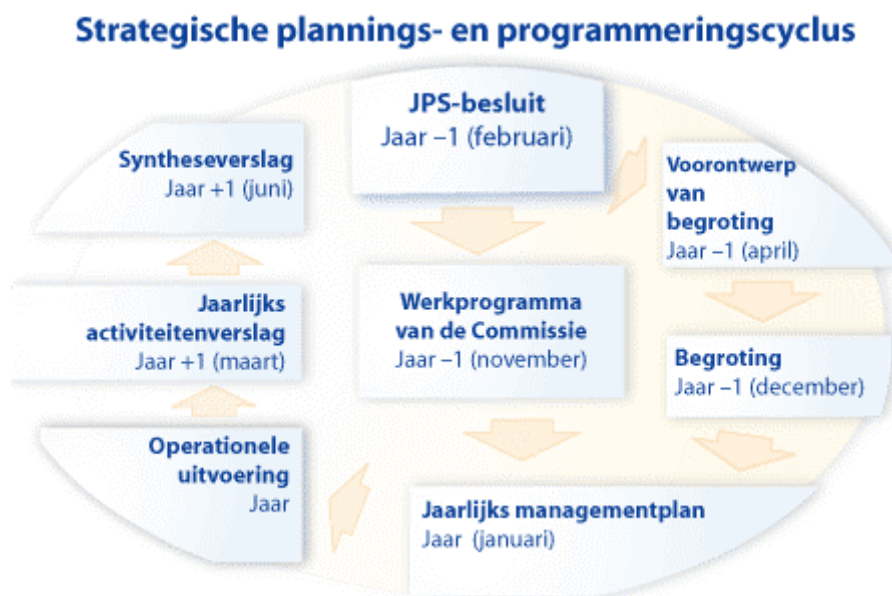 Strategische plannings- en programmeringscyclus
JPS-besluit
Jaar –1 (februari)
Voorontwerp
van
begroting
Jaar –1 (april)
Begroting
Jaar –1 (december)
Werkprogramma
van de Commissie
Jaar –1 (november)
Jaarlijks managementplan
Jaar (januari)
Operationele
uitvoering
Jaar
Jaarlijks
activiteitenverslag
Jaar +1 (maart)
Syntheseverslag
Jaar +1 (juni)